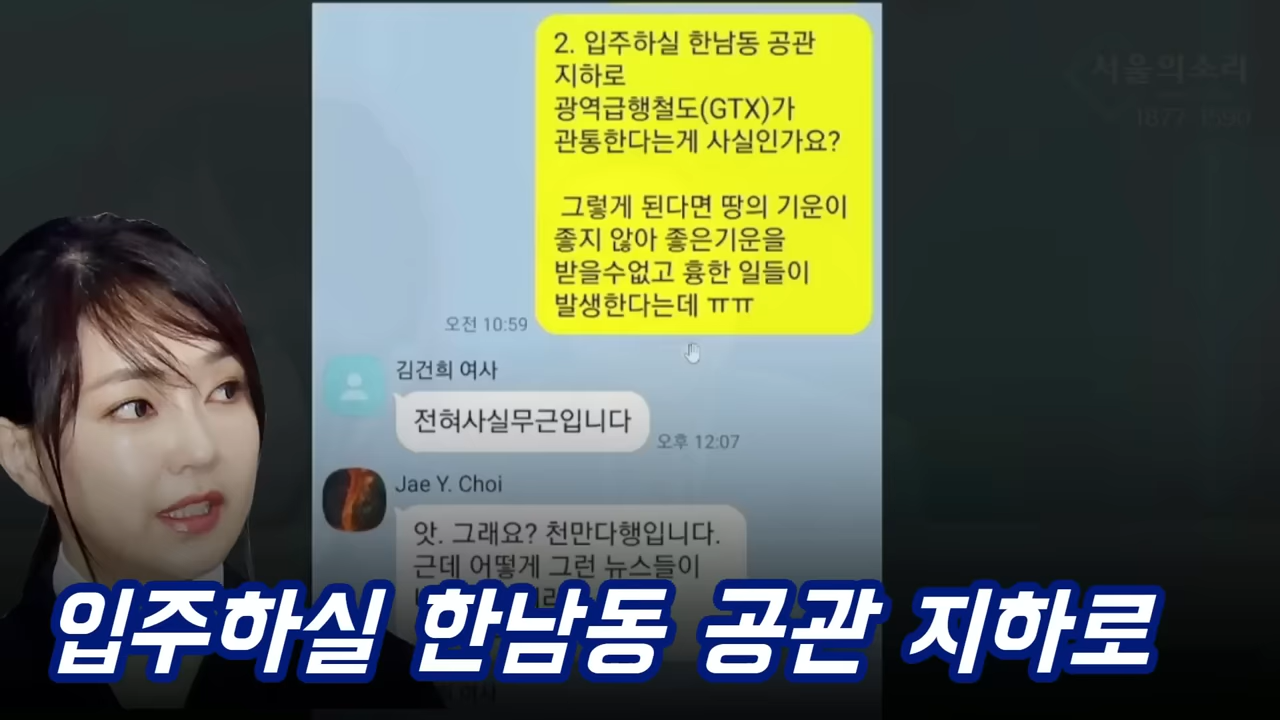 2. 입주하실 한남동 공관
지하로
광역급행철도(GTX)가
관통한다는게 사실인가요?
그렇게 된다면 땅의 기운이
좋지 않아 좋은기운을
받을수없고 흉한 일들이
발생한다는데 ㅠㅠ
오전 10:59
서울의소리
1877-1590
김건희 여사
전혀사실무근입니다
오후 12:07
Jae Y. Choi
앗. 그래요? 천만다행입니다.
근데 어떻게 그런 뉴스들이
입주하실 한남동 공관 지하로
여사